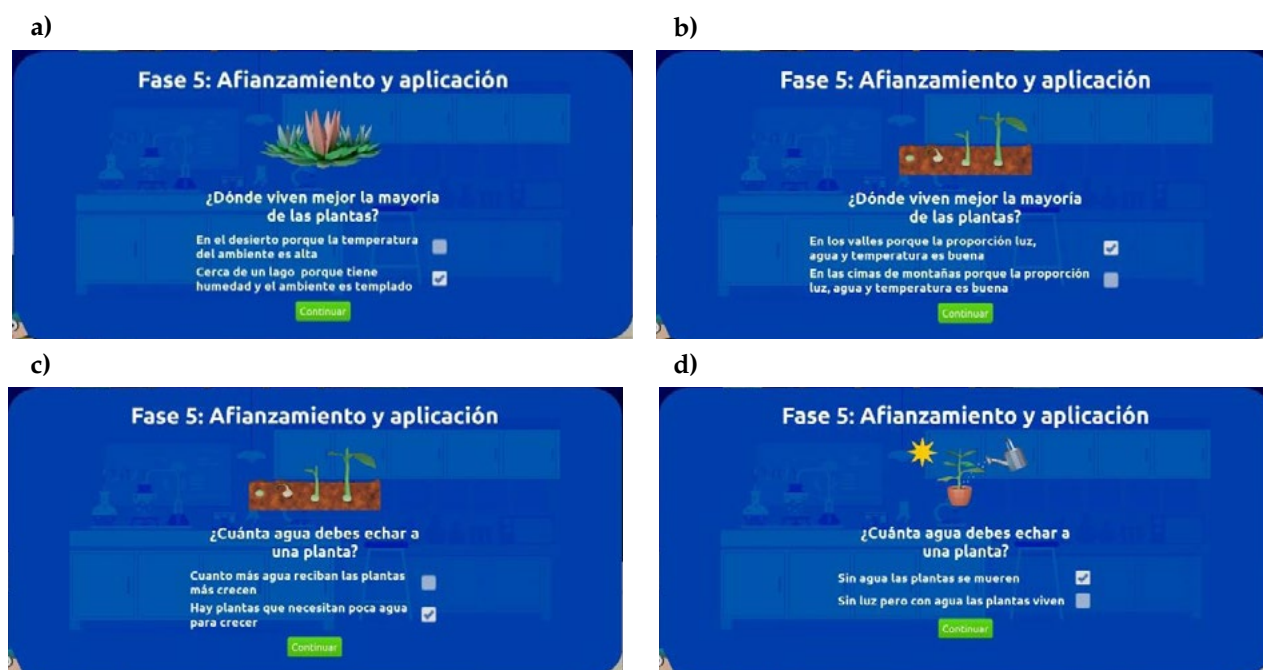 a)
Fase 5: Afianzamiento y aplicación
¿Dónde viven mejor la mayoría
de las plantas?
En el desierto porque la temperatura
del ambiente es alta
Cerca de un lago porque tiene
humedad y el ambiente es templado
Continuar
b)
Fase 5: Afianzamiento y aplicación
¿Dónde viven mejor la mayoría
de las plantas?
En los valles porque la proporción luz,
agua y temperatura es buena
En las cimas de montañas porque la proporción
luz, agua y temperatura es buena
Continuar
c)
Fase 5: Afianzamiento y aplicación
¿Cuánta agua debes echar a
una planta?
Cuanto más agua reciban las plantas
más crecen
Hay plantas que necesitan poca agua
para crecer
Continuar
d)
Fase 5: Afianzamiento y aplicación
¿Cuánta agua debes echar a
una planta?
Sin agua las plantas se mueren
Sin luz pero con agua las plantas viven
Continuar